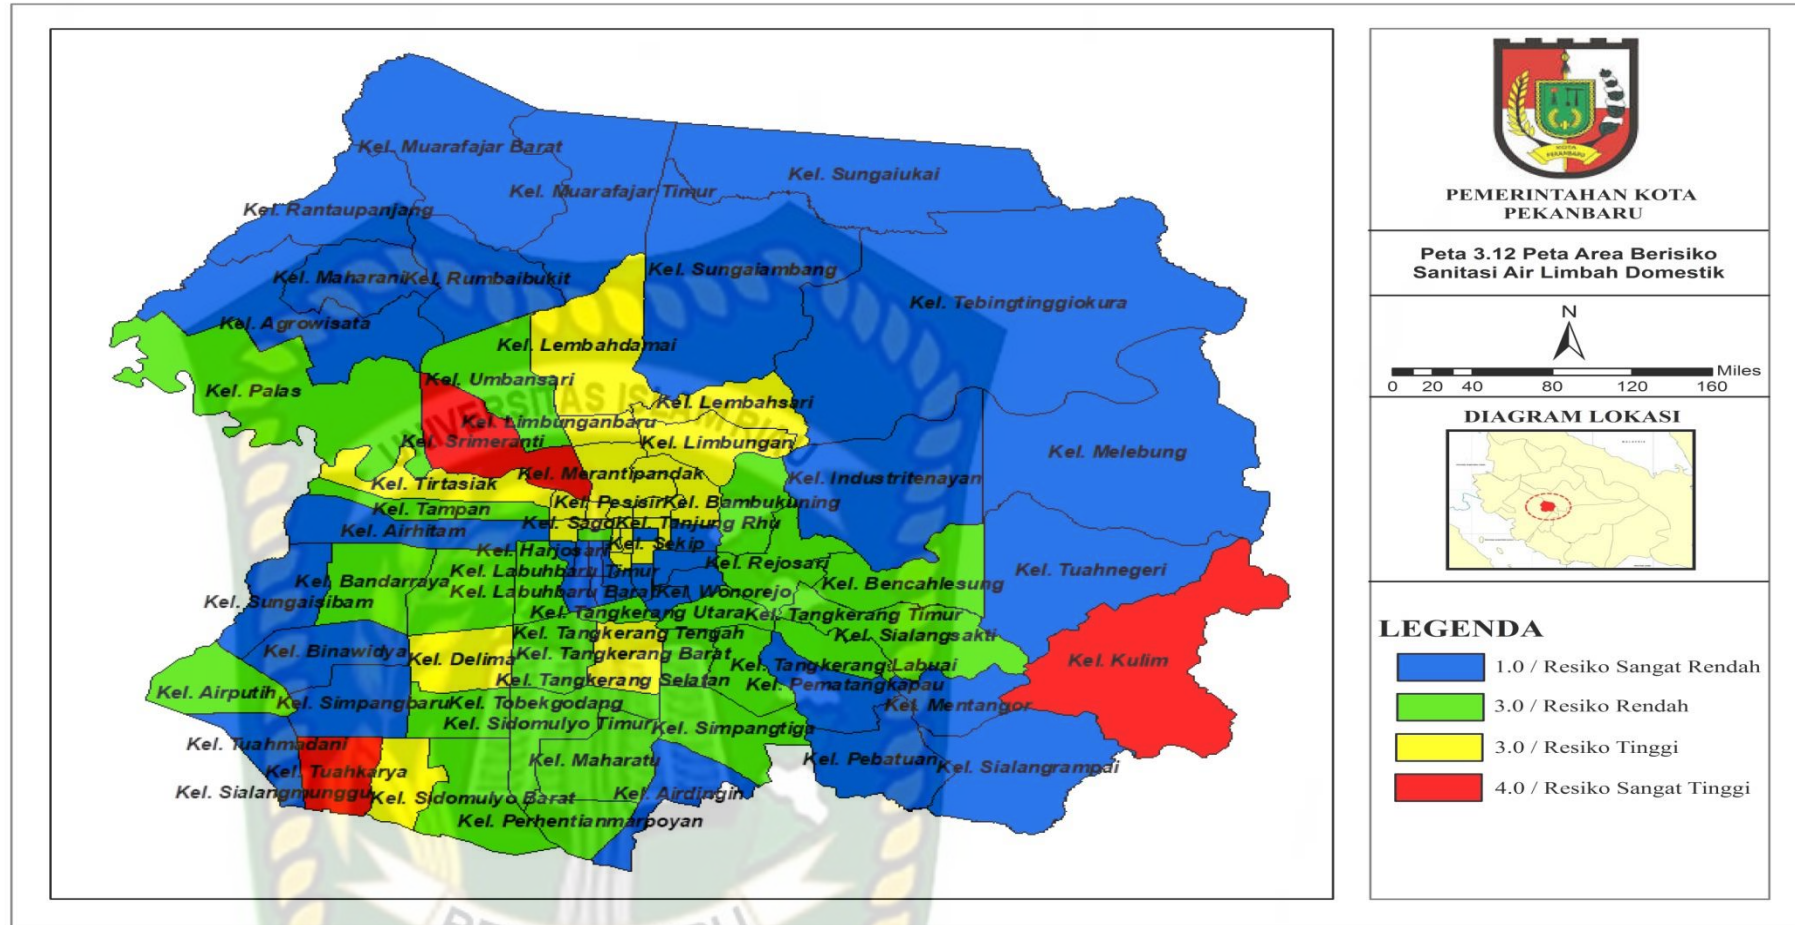 Kel. Muarafajar Barat
Kel. Sungaiukai
Kel. Muarafajar Timur
Kel. Rantaupanjang
Kel. Sungaiambang
Kel. Maharani
Kel. Rumbaibukit
Kel. Tebingtinggiokura
Kel. Agrowisata
Kel. Lembahdamai
Kel. Umbansari
Kel. Palas
Kel. Lembahsari
UNIVERSITAS ISLAM RIAU
Kel. Limbunganbaru
Kel. Srimeranti
Kel. Limbungan
Kel. Melebung
Kel. Merantipandak
Kel. Industritenayan
Kel. Tirtasiak
Kel. Pesisir
Kel. Bambukuning
Kel. Tampan
Kel. Sago
Kel. Tanjung Rhu
Kel. Airhitam
Kel. Sekip
Kel. Harjosari
Kel. Rejosari
Kel. Labuhbaru Timur
Kel. Tuahnegeri
Kel. Bandarraya
Kel. Bencahlesung
Kel. Labuhbaru Barat
Kel. Wonorejo
Kel. Sungaisibam
Kel. Tangkerang Utara
Kel. Tangkerang Timur
Kel. Tangkerang Tengah
Kel. Sialangsakti
Kel. Binawidya
Kel. Delima
Kel. Tangkerang Barat
Kel. Tangkerang Labuai
Kel. Kulim
Kel. Tangkerang Selatan
Kel. Pematangkapau
Kel. Airputih
Kel. Simpangbaru
Kel. Tobekgodang
Kel. Mentangor
Kel. Sidomulyo Timur
Kel. Simpangtiga
Kel. Tuahmadani
Kel. Maharatu
Kel. Pebatuan
Kel. Sialangrampai
Kel. Tuahkarya
Kel. Sialangmunggu
Kel. Sidomulyo Barat
Kel. Airdingin
Kel. Perhentianmarpoyan
KOTA
PEKANBARU
PEMERINTAHAN KOTA
PEKANBARU
Peta 3.12 Peta Area Berisiko
Sanitasi Air Limbah Domestik
N
Miles
0 20 40 80 120 160
DIAGRAM LOKASI
LEGENDA
1.0 / Resiko Sangat Rendah
3.0 / Resiko Rendah
3.0 / Resiko Tinggi
4.0 / Resiko Sangat Tinggi